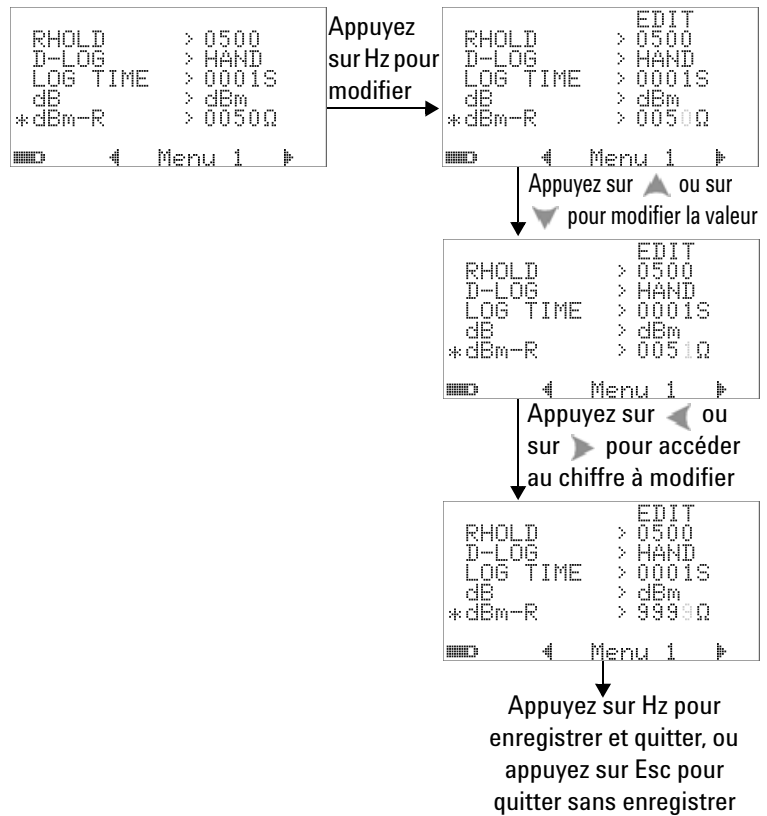 RHOLD > 0500
D-LOG > HAND
LOG TIME > 0001S
dB > dBm
*dBm-R > 0050Ω
Menu 1
Appuyez
sur Hz pour
modifier
EDIT
RHOLD > 0500
D-LOG > HAND
LOG TIME > 0001S
dB > dBm
*dBm-R > 0050Ω
Menu 1
Appuyez sur ou sur
pour modifier la valeur
EDIT
RHOLD > 0500
D-LOG > HAND
LOG TIME > 0001S
dB > dBm
*dBm-R > 0051Ω
Menu 1
Appuyez sur ou
sur pour accéder
au chiffre à modifier
EDIT
RHOLD > 0500
D-LOG > HAND
LOG TIME > 0001S
dB > dBm
*dBm-R > 9999Ω
Menu 1
Appuyez sur Hz pour
enregistrer et quitter, ou
appuyez sur Esc pour
quitter sans enregistrer